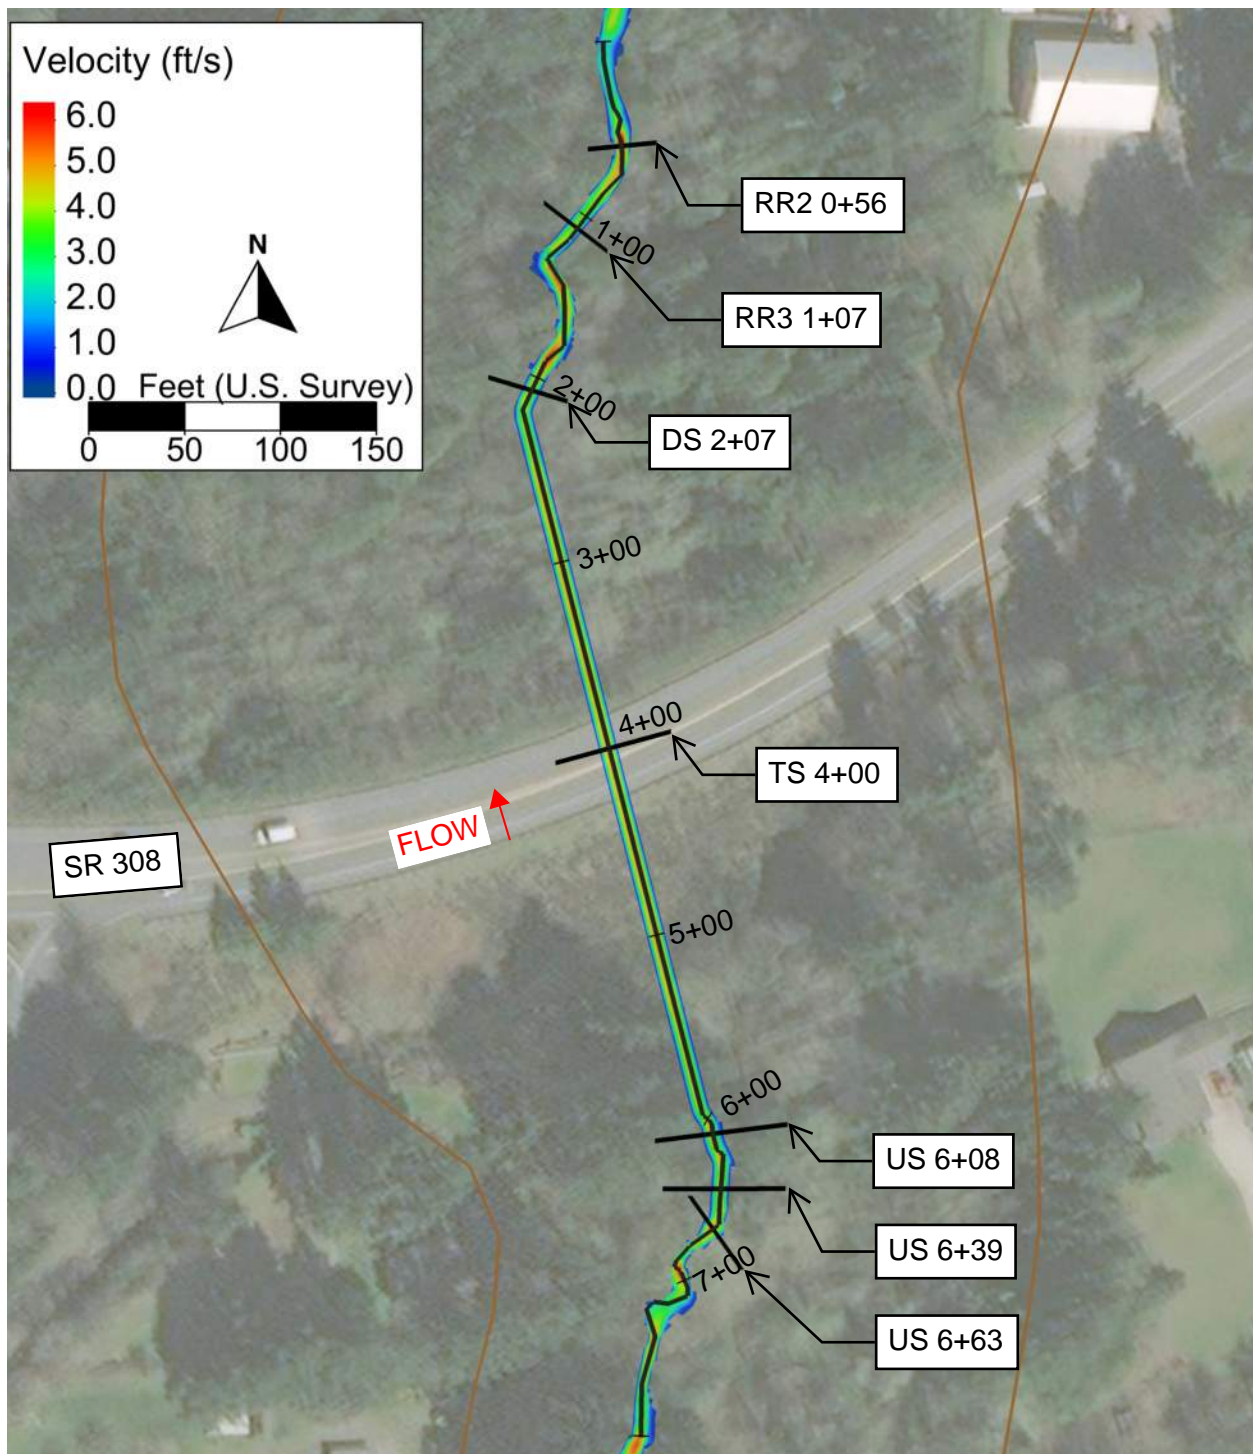 Velocity (ft/s)
6.0
5.0
4.0
3.0
2.0
1.0
0.0
N
Feet (U.S. Survey)
0 50 100 150
RR2 0+56
1+00
RR3 1+07
2+00
DS 2+07
3+00
4+00
TS 4+00
FLOW
SR 308
5+00
6+00
US 6+08
US 6+39
7+00
US 6+63